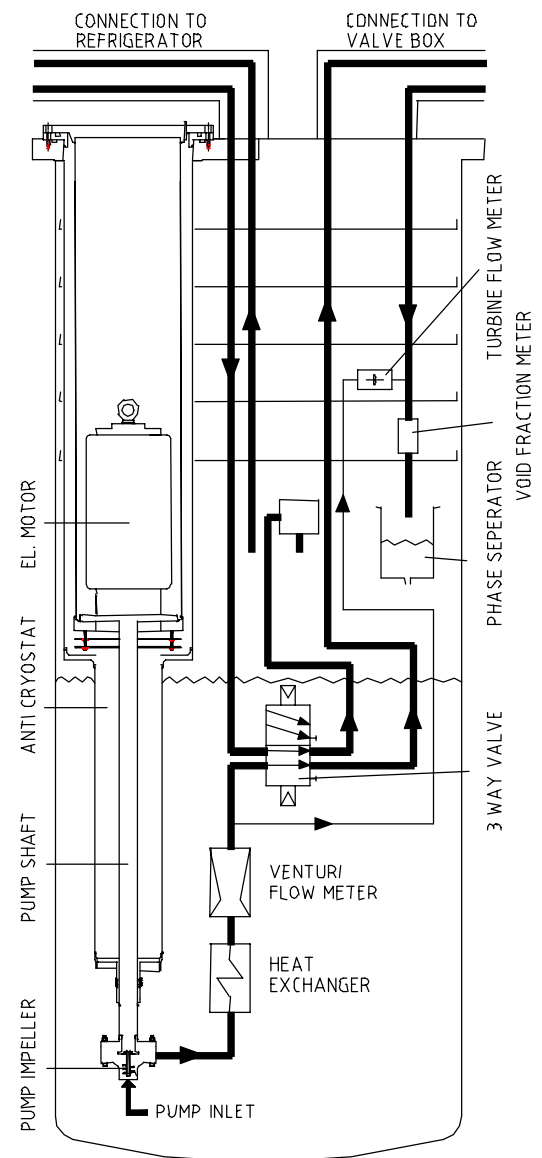 CONNECTION TO
REFRIGERATOR
CONNECTION TO
VALVE BOX
TURBINE FLOW METER
VOID FRACTION METER
EL. MOTOR
PHASE SEPERATOR
ANTI CRYOSTAT
3 WAY VALVE
PUMP SHAFT
VENTURI
FLOW METER
HEAT
EXCHANGER
PUMP IMPELLER
PUMP INLET